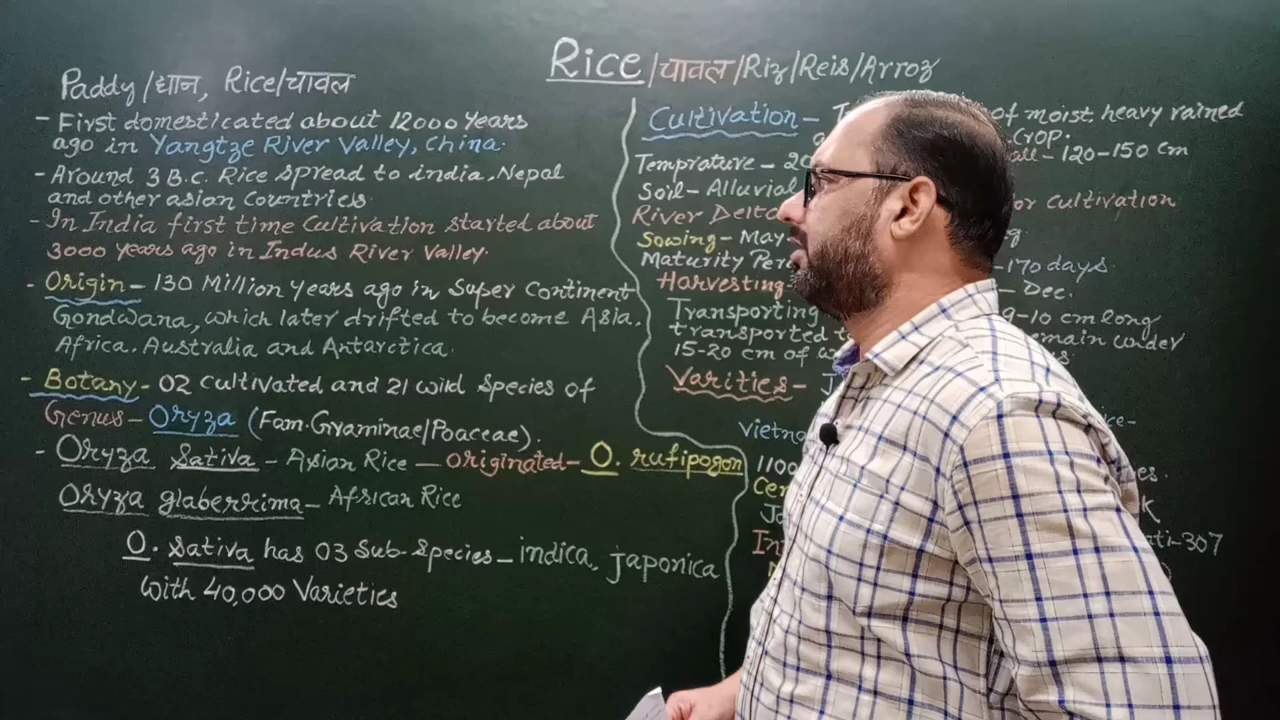 Rice/चावल/Riz/Reis/Arroz
Paddy/धान, Rice/चावल
- First domesticated about 12000 years
ago in Yangtze River Valley, China.
- Around 3 B.C. Rice spread to india, Nepal
and other asian Countries.
- In India first time Cultivation started about
3000 years ago in Indus River Valley.
- Origin - 130 Million years ago in Super Continent
Gondwana, which later drifted to become Asia,
Africa, Australia and Antarctica.
- Botany - 02 cultivated and 21 wild Species of
Genus - Oryza (Fam. Graminae/Poaceae).
- Oryza Sativa - Asian Rice - originated - O. rufipogon
Oryza glaberrima - African Rice
O. Sativa has 03 Sub-Species - indica, japonica
with 40,000 Varieties
Cultivation - of moist, heavy rained
Crop.
Temprature - 20 - 120-150 cm
Soil - Alluvial
River Delta or cultivation
Sowing - May
Maturity -170 days.
Harvesting - - Dec.
Transporting 9-10 cm long
transported remain under
15-20 cm of
Varities -
1100
-307